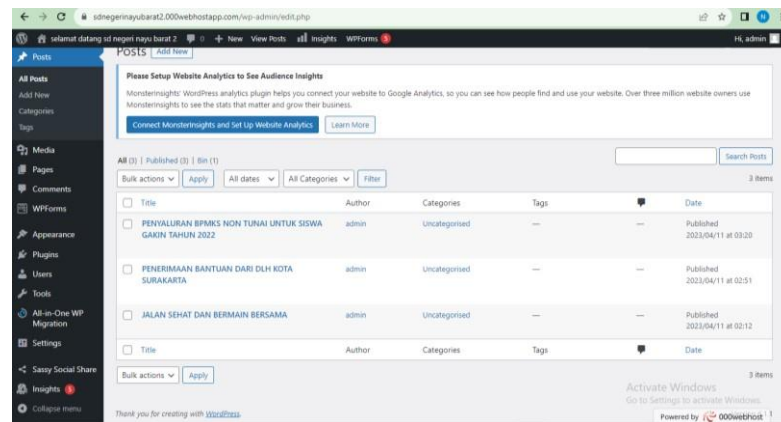 sdnegerinayubarat2.000webhostapp.com/wp-admin/edit.php
selamat datang sd negeri nayu barat 2 0 + New View Posts Insights WPForms 5 Hi, admin
Posts
All Posts
Add New
Categories
Tags
Media
Pages
Comments
WPForms
Appearance
Plugins
Users
Tools
All-in-One WP
Migration
Settings
Sassy Social Share
Insights 5
Collapse menu
Posts Add New
Please Setup Website Analytics to See Audience Insights
MonsterInsights' WordPress analytics plugin helps you connect your website to Google Analytics, so you can see how people find and use your website. Over three million website owners use
MonsterInsights to see the stats that matter and grow their business.
Connect MonsterInsights and Set Up Website Analytics Learn More
Search Posts
All (3) | Published (3) | Bin (1)
Bulk actions Apply All dates All Categories Filter 3 items
Title Author Categories Tags Date
PENYALURAN BPMKS NON TUNAI UNTUK SISWA admin Uncategorised — — Published
GAKIN TAHUN 2022 2023/04/11 at 03:20
PENERIMAAN BANTUAN DARI DLH KOTA admin Uncategorised — — Published
SURAKARTA 2023/04/11 at 02:51
JALAN SEHAT DAN BERMAIN BERSAMA admin Uncategorised — — Published
2023/04/11 at 02:12
Title Author Categories Tags Date
Bulk actions Apply 3 items
Activate Windows
Go to Settings to activate Windows.
Thank you for creating with WordPress.
Powered by 000webhost